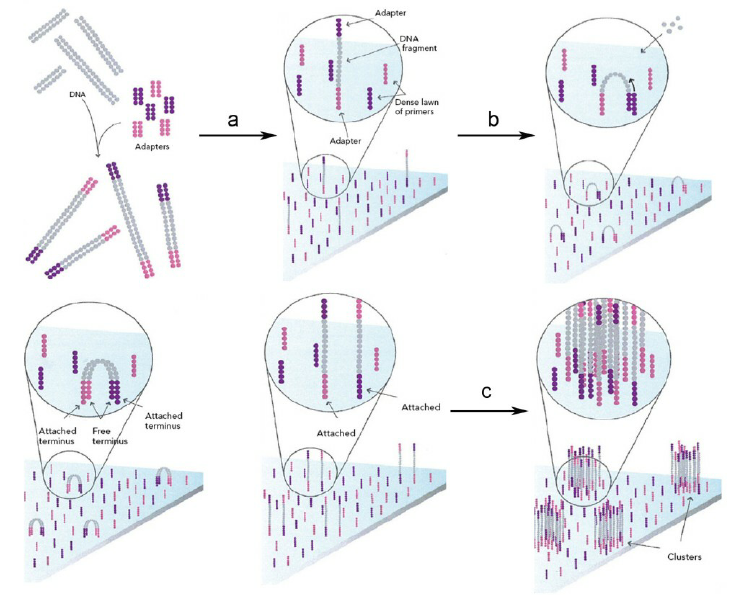 DNA
Adapters
a
Adapter
DNA
fragment
Dense lawn
of primers
Adapter
b
Attached
terminus
Free
terminus
Attached
terminus
Attached
Attached
c
Clusters